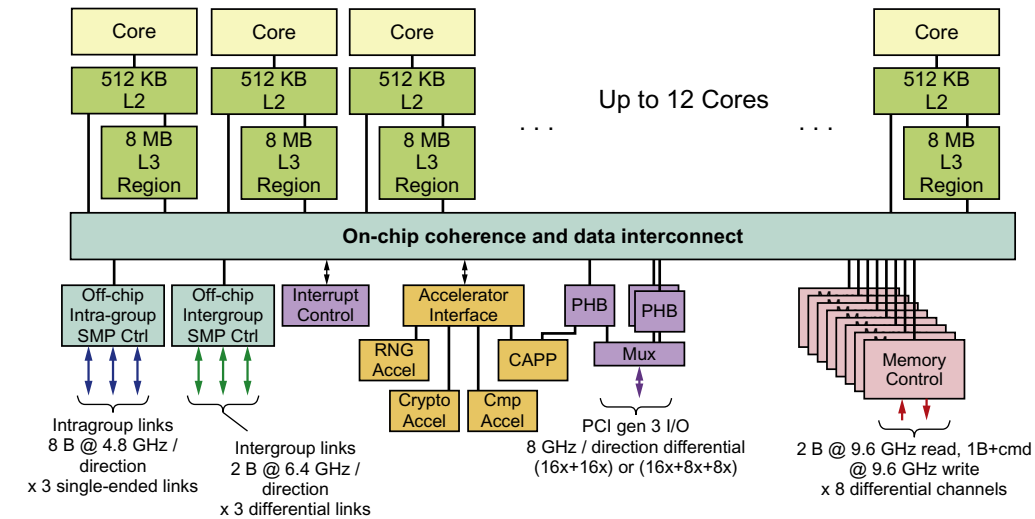 Core
Core
Core
Core
512 KB
L2
512 KB
L2
512 KB
L2
512 KB
L2
Up to 12 Cores
. . .
. . .
8 MB
L3
Region
8 MB
L3
Region
8 MB
L3
Region
8 MB
L3
Region
On-chip coherence and data interconnect
Off-chip
Intra-group
SMP Ctrl
Off-chip
Intergroup
SMP Ctrl
Interrupt
Control
Accelerator
Interface
PHB
PHB
RNG
Accel
CAPP
Mux
Crypto
Accel
Cmp
Accel
Memory
Control
Intragroup links
8 B @ 4.8 GHz /
direction
x 3 single-ended links
Intergroup links
2 B @ 6.4 GHz /
direction
x 3 differential links
PCI gen 3 I/O
8 GHz / direction differential
(16x+16x) or (16x+8x+8x)
2 B @ 9.6 GHz read, 1B+cmd
@ 9.6 GHz write
x 8 differential channels